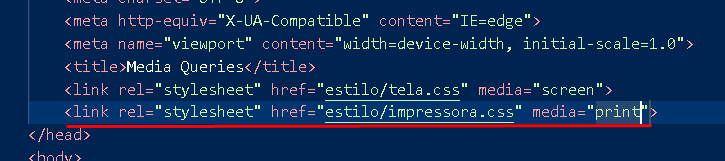 <meta http-equiv="X-UA-Compatible" content="IE=edge">
<meta name="viewport" content="width=device-width, initial-scale=1.0">
<title>Media Queries</title>
<link rel="stylesheet" href="estilo/tela.css" media="screen">
<link rel="stylesheet" href="estilo/impressora.css" media="print">
</head>
<body>